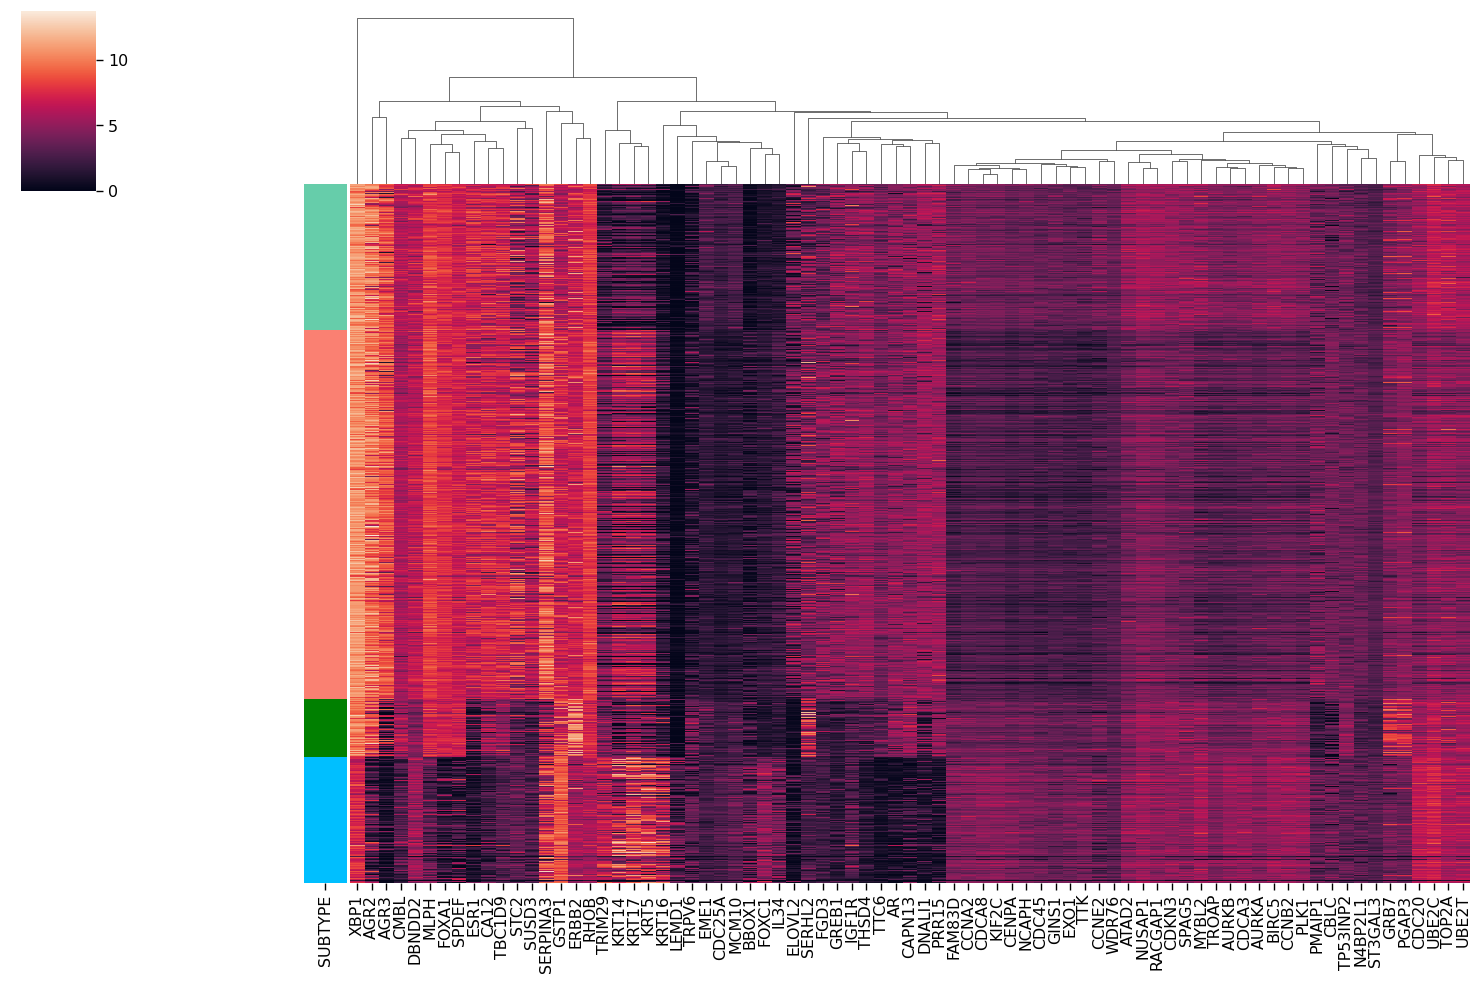 10
5
0
SUBTYPE
XBP1
AGR2
AGR3
CMBL
DBNDD2
MLPH
FOXA1
SPDEF
ESR1
CA12
TBC1D9
STC2
SUSD3
SERPINA3
GSTP1
ERBB2
RHOB
TRIM29
KRT14
KRT17
KRT5
KRT16
LEMD1
TRPV6
EME1
CDC25A
MCM10
BBOX1
FOXC1
IL34
ELOVL2
SERHL2
FGD3
GREB1
IGF1R
THSD4
TTC6
AR
CAPN13
DNALI1
PRR15
FAM83D
CCNA2
CDCA8
KIF2C
CENPA
NCAPH
CDC45
GINS1
EXO1
TTK
CCNE2
WDR76
ATAD2
NUSAP1
RACGAP1
CDKN3
SPAG5
MYBL2
TROAP
AURKB
CDCA3
AURKA
BIRC5
CCNB2
PLK1
PMAIP1
CBLC
TP53INP2
N4BP2L1
ST3GAL3
GRB7
PGAP3
CDC20
UBE2C
TOP2A
UBE2T